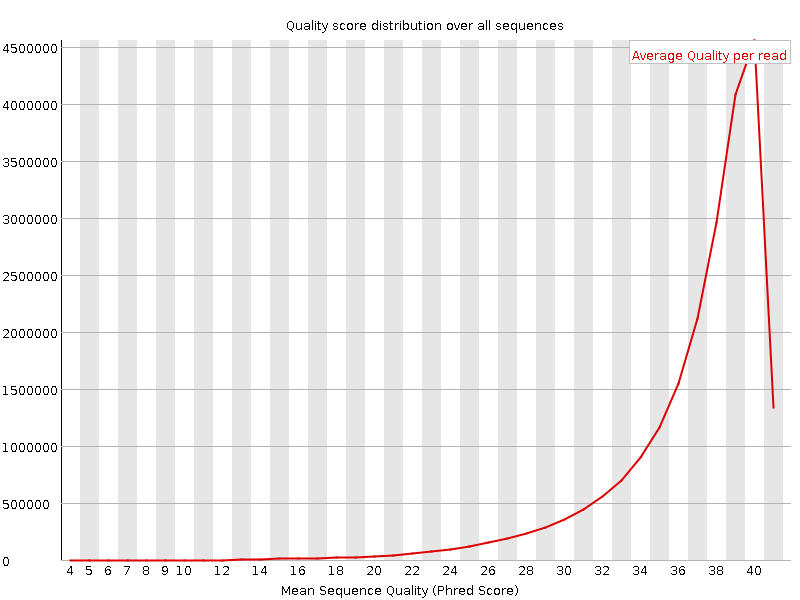 Quality score distribution over all sequences
Average Quality per read
4500000
4000000
3500000
3000000
2500000
2000000
1500000
1000000
500000
0
4 5 6 7 8 9 10 12 14 16 18 20 22 24 26 28 30 32 34 36 38 40
Mean Sequence Quality (Phred Score)